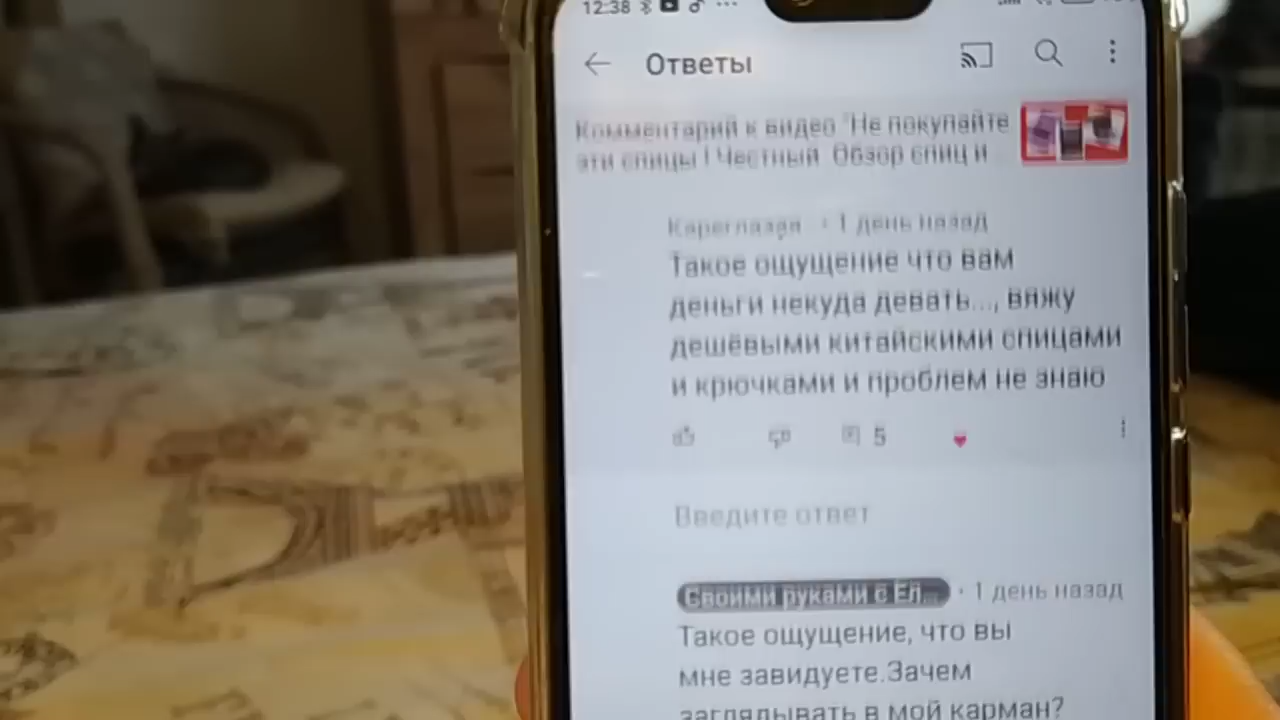 12:38
Ответы
Комментарий к видео "Не покупайте
эти спицы ! Честный Обзор спиц и
Кареглазая · 1 день назад
Такое ощущение что вам
деньги некуда девать..., вяжу
дешёвыми китайскими спицами
и крючками и проблем не знаю
5
Введите ответ
Своими руками с Ел... · 1 день назад
Такое ощущение, что вы
мне завидуете.Зачем
заглядывать в мой карман?